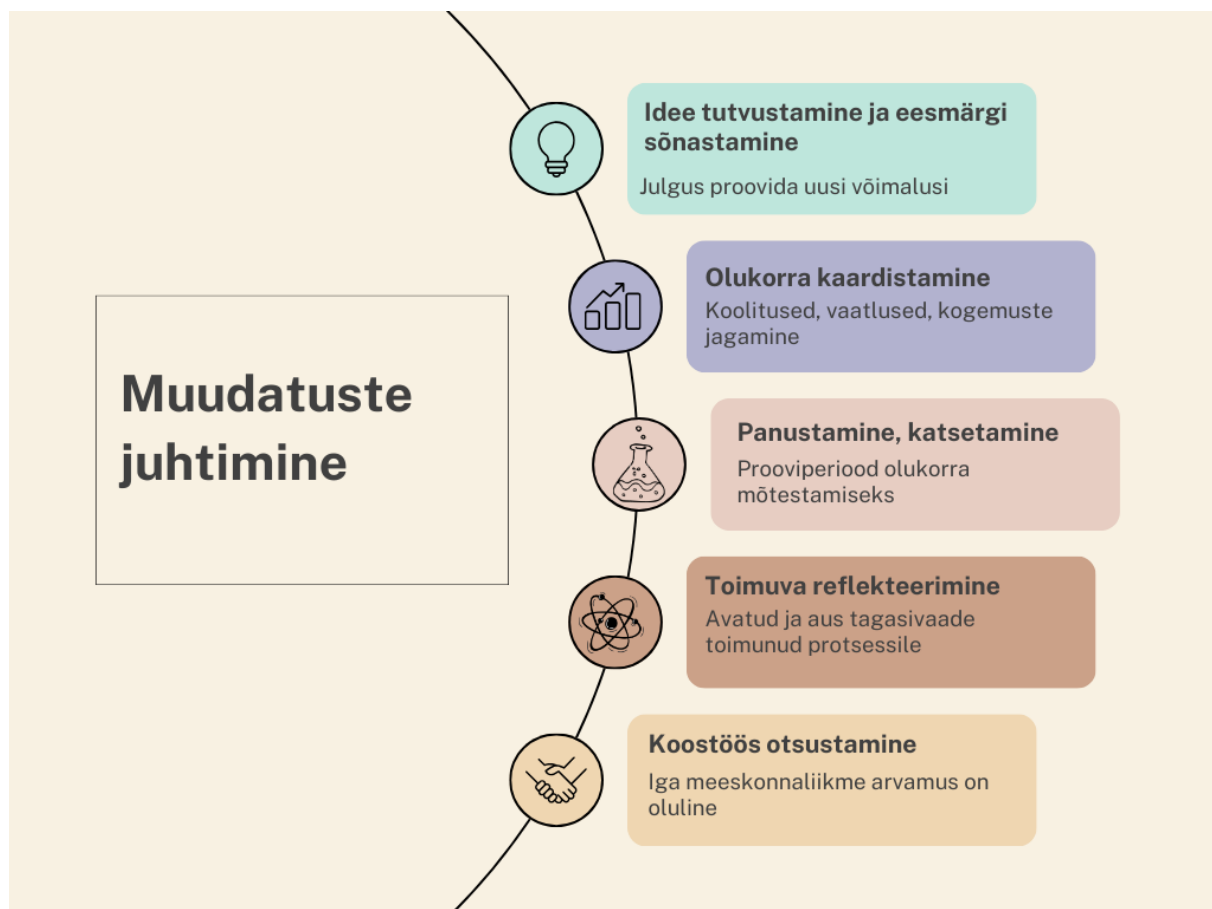 Muudatuste
juhtimine
Idee tutvustamine ja eesmärgi
sõnastamine
Julgus proovida uusi võimalusi
Olukorra kaardistamine
Koolitused, vaatlused, kogemuste
jagamine
Panustamine, katsetamine
Prooviperiood olukorra
mõtestamiseks
Toimuva reflekteerimine
Avatud ja aus tagasivaade
toimunud protsessile
Koostöös otsustamine
Iga meeskonnaliikme arvamus on
oluline